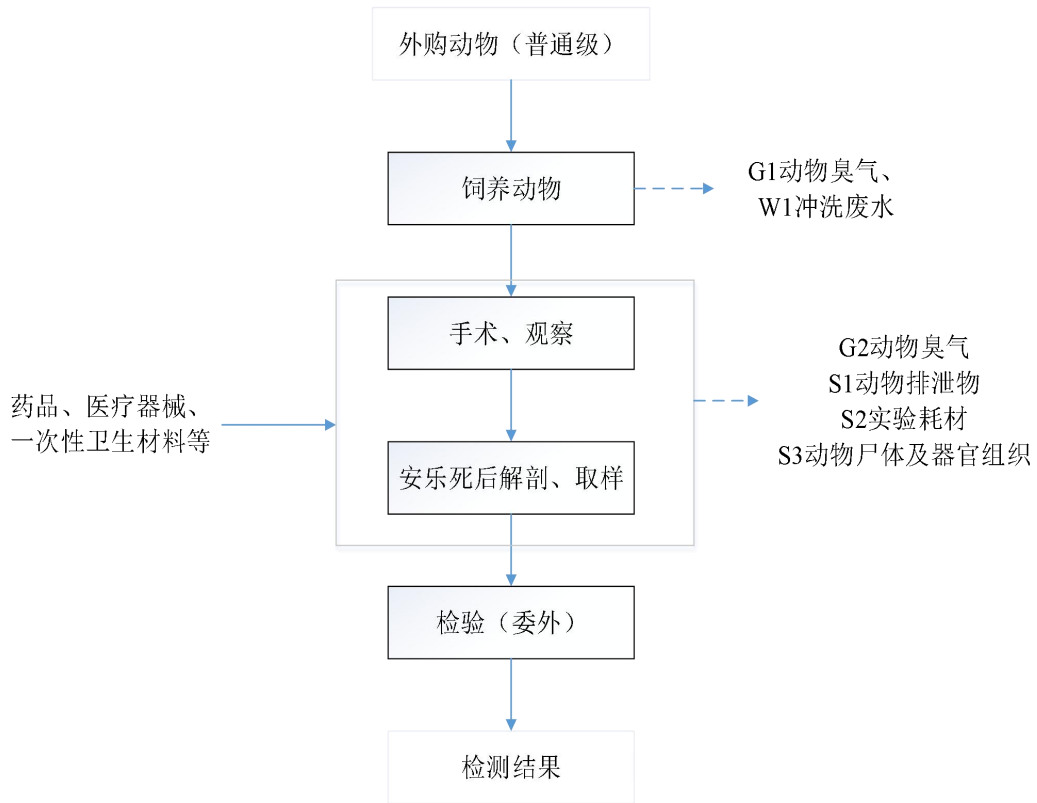 外购动物（普通级）
饲养动物
G1动物臭气、
W1冲洗废水
手术、观察
药品、医疗器械、
一次性卫生材料等
G2动物臭气
S1动物排泄物
S2实验耗材
S3动物尸体及器官组织
安乐死后解剖、取样
检验（委外）
检测结果